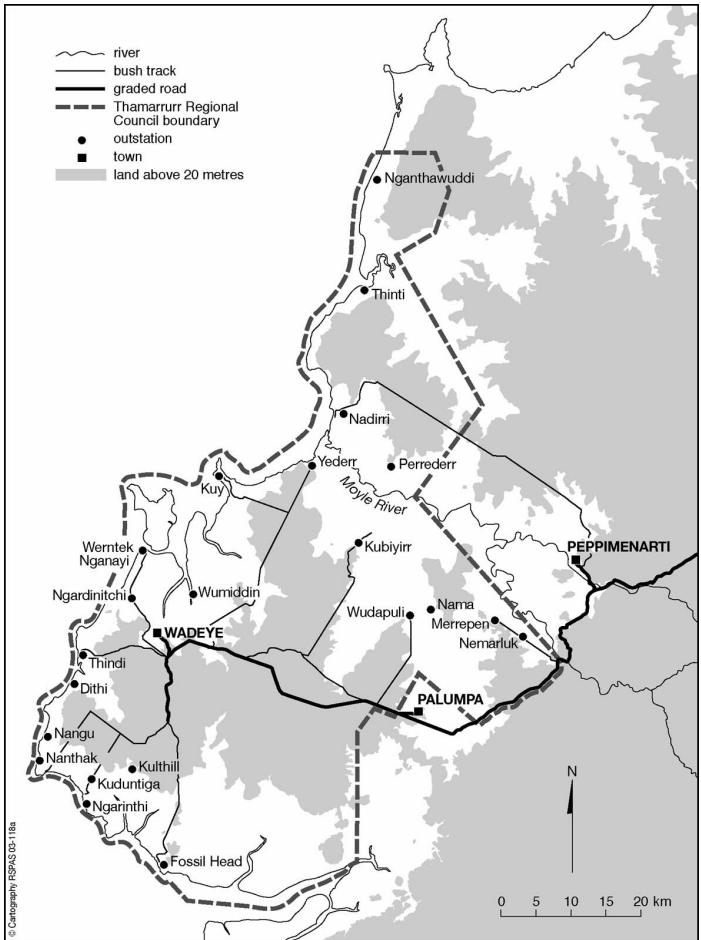 river
bush track
graded road
Thamarrurr Regional
Council boundary
outstation
town
land above 20 metres
Nganthawuddi
Thinti
Nadirri
Yederr
Perrederr
Kuy
Moyle River
Werntek
Nganayi
Kubiyirr
PEPPIMENARTI
Ngardinitchi
Wumiddin
Wudapuli
Nama
Merrepen
WADEYE
Nemarluk
Thindi
Dithi
PALUMPA
Nangu
Nanthak
Kulthill
Kuduntiga
Ngarinthi
Fossil Head
N
0 5 10 15 20 km
© Cartography RSPAS 03-118a